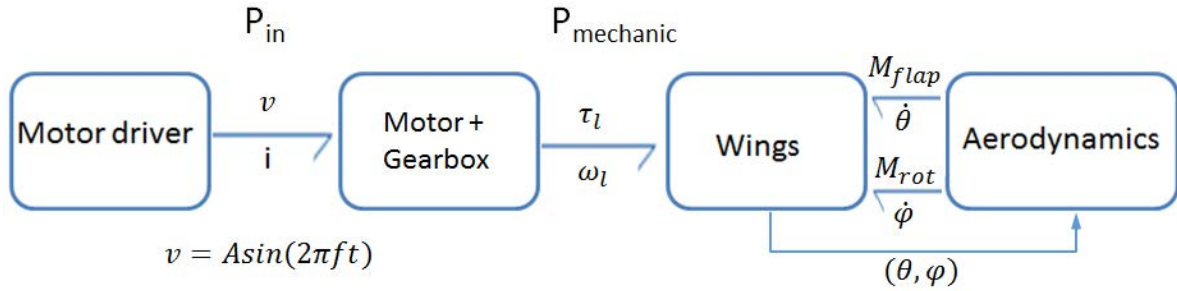 P_in
P_mechanic
Motor driver
v
i
Motor +
Gearbox
τ_l
ω_l
Wings
M_flap
θ̇
M_rot
φ̇
Aerodynamics
v = Asin(2πft)
(θ, φ)